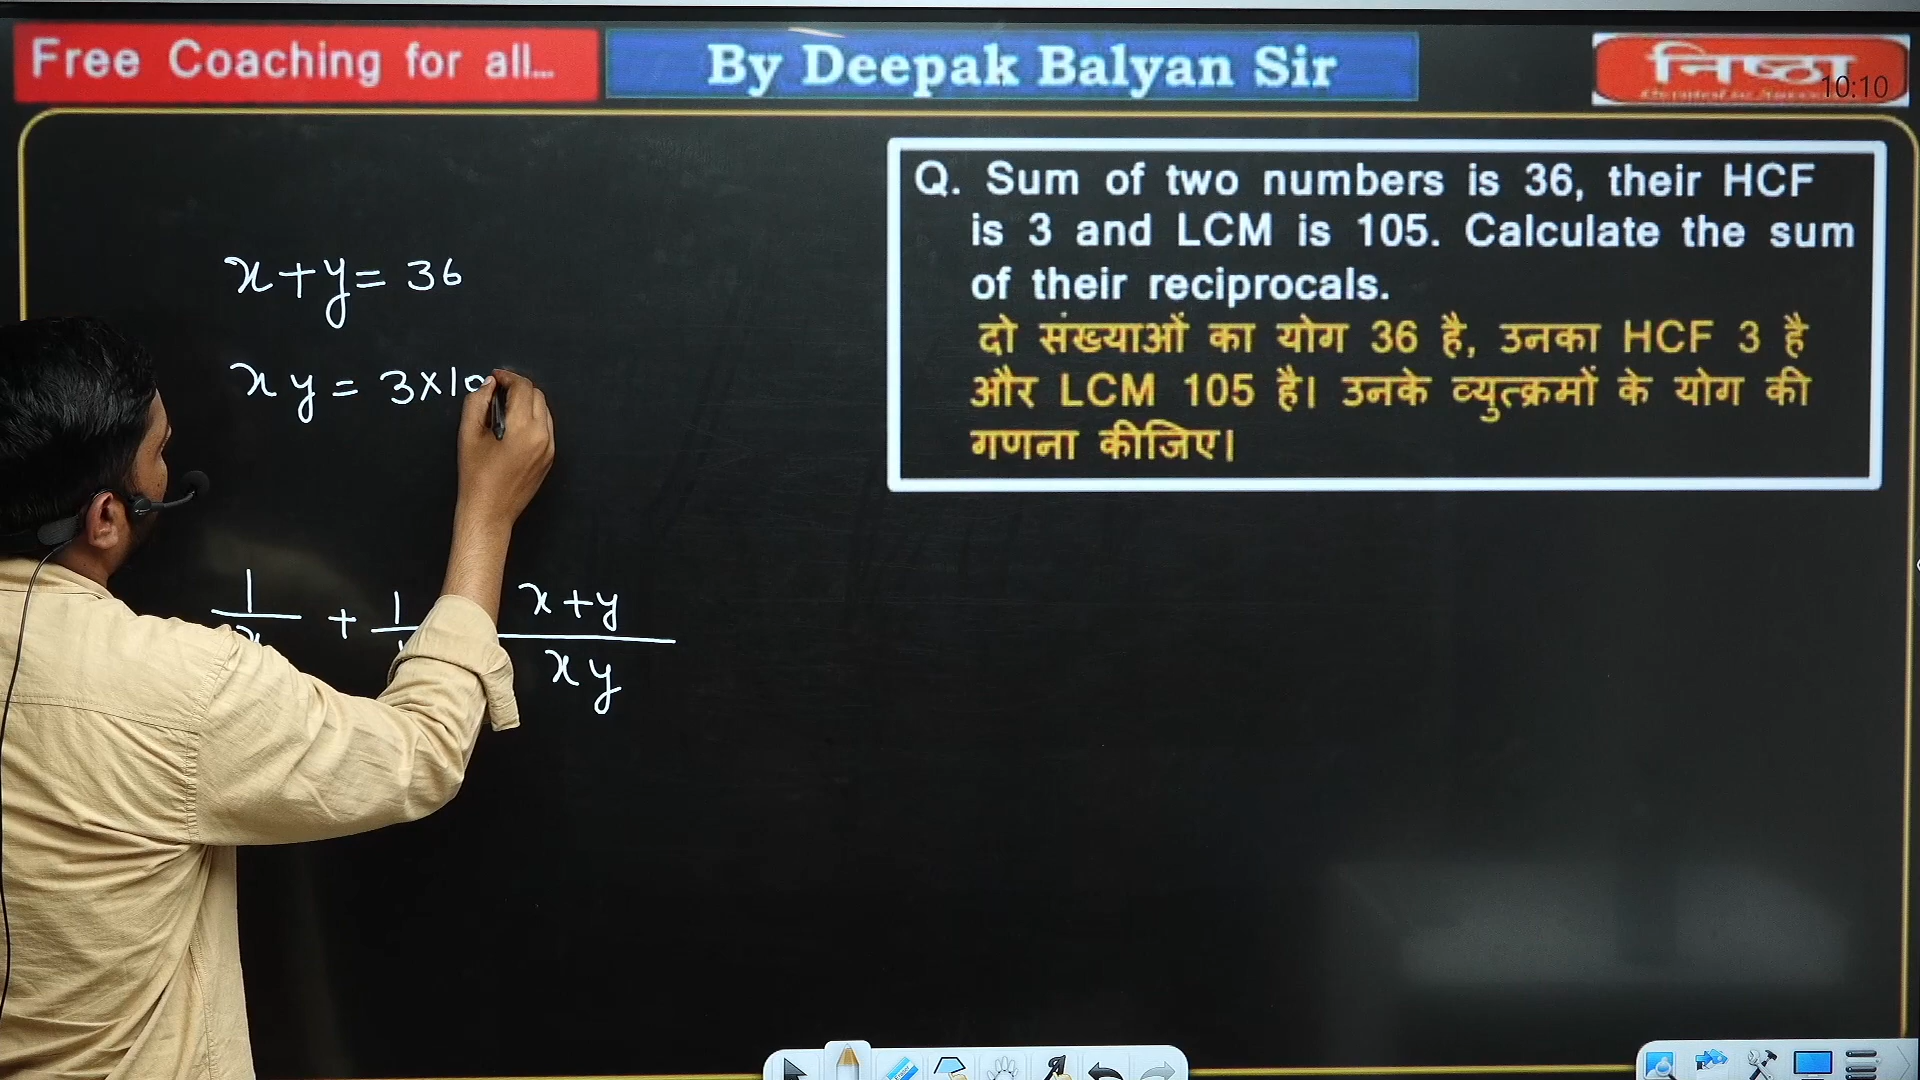 Free Coaching for all...
By Deepak Balyan Sir
निष्ठा
10:10
Q. Sum of two numbers is 36, their HCF
is 3 and LCM is 105. Calculate the sum
of their reciprocals.
दो संख्याओं का योग 36 है, उनका HCF 3 है
और LCM 105 है। उनके व्युत्क्रमों के योग की
गणना कीजिए।
x+y= 36
xy = 3×10
1/x + 1/ x+y/xy